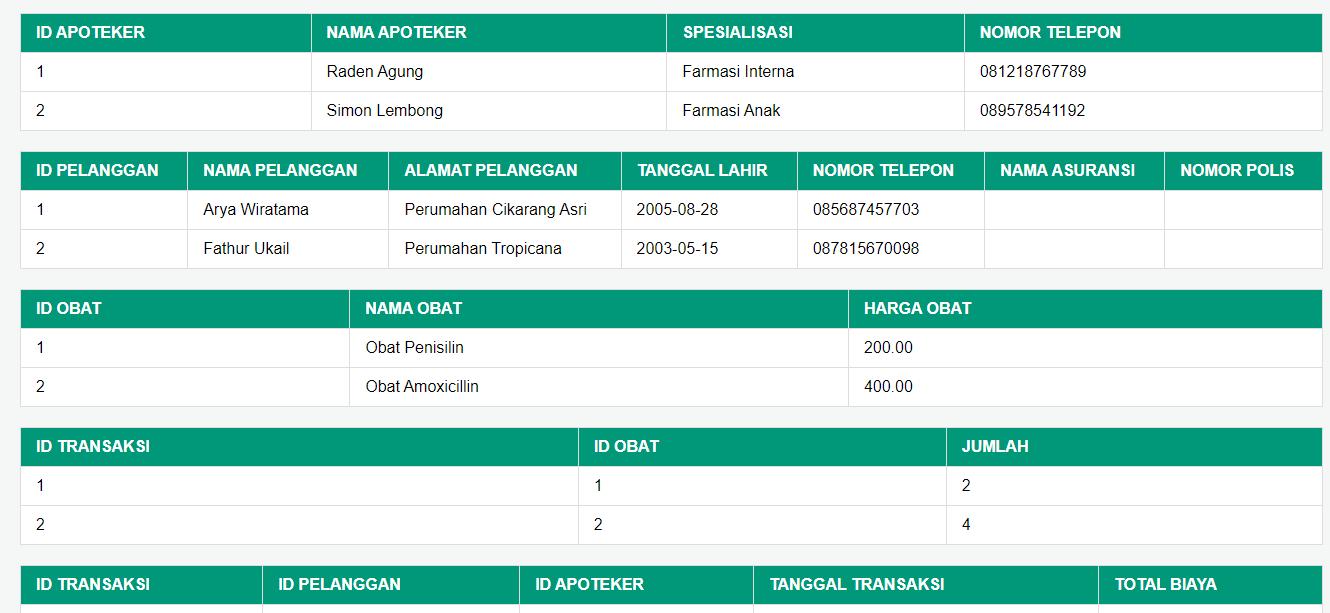 ID APOTEKER NAMA APOTEKER SPESIALISASI NOMOR TELEPON
1 Raden Agung Farmasi Interna 081218767789
2 Simon Lembong Farmasi Anak 089578541192
ID PELANGGAN NAMA PELANGGAN ALAMAT PELANGGAN TANGGAL LAHIR NOMOR TELEPON NAMA ASURANSI NOMOR POLIS
1 Arya Wiratama Perumahan Cikarang Asri 2005-08-28 085687457703
2 Fathur Ukail Perumahan Tropicana 2003-05-15 087815670098
ID OBAT NAMA OBAT HARGA OBAT
1 Obat Penisilin 200.00
2 Obat Amoxicillin 400.00
ID TRANSAKSI ID OBAT JUMLAH
1 1 2
2 2 4
ID TRANSAKSI ID PELANGGAN ID APOTEKER TANGGAL TRANSAKSI TOTAL BIAYA